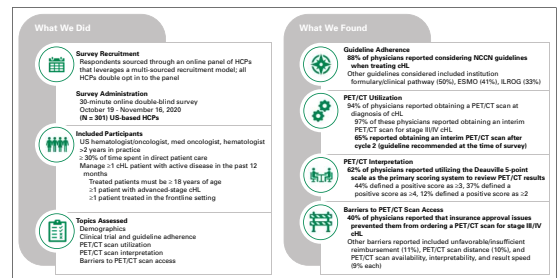 What We Did
Survey Recruitment
Respondents sourced through an online panel of HCPs
that leverages a multi-sourced recruitment model; all
HCPs double opt in to the panel
Survey Administration
30-minute online double-blind survey
October 19 - November 16, 2020
(N = 301) US-based HCPs
Included Participants
US hematologist/oncologist, med oncologist, hematologist
>2 years in practice
≥ 30% of time spent in direct patient care
Manage ≥1 cHL patient with active disease in the past 12
months
Treated patients must be ≥ 18 years of age
≥1 patient with advanced-stage cHL
≥1 patient treated in the frontline setting
Topics Assessed
Demographics
Clinical trial and guideline adherence
PET/CT scan utilization
PET/CT scan interpretation
Barriers to PET/CT scan access
What We Found
Guideline Adherence
88% of physicians reported considering NCCN guidelines
when treating cHL
Other guidelines considered included institution
formulary/clinical pathway (50%), ESMO (41%), ILROG (33%)
PET/CT Utilization
94% of physicians reported obtaining a PET/CT scan at
diagnosis of cHL
97% of these physicians reported obtaining an interim
PET/CT scan for stage III/IV cHL
65% reported obtaining an interim PET/CT scan after
cycle 2 (guideline recommended at the time of survey)
PET/CT Interpretation
62% of physicians reported utilizing the Deauville 5-point
scale as the primary scoring system to review PET/CT results
44% defined a positive score as ≥3, 37% defined a
positive score as ≥4, 12% defined a positive score as ≥2
Barriers to PET/CT Scan Access
40% of physicians reported that insurance approval issues
prevented them from ordering a PET/CT scan for stage III/IV
cHL
Other barriers reported included unfavorable/insufficient
reimbursement (11%), PET/CT scan distance (10%), and
PET/CT scan availability, interpretability, and result speed
(9% each)